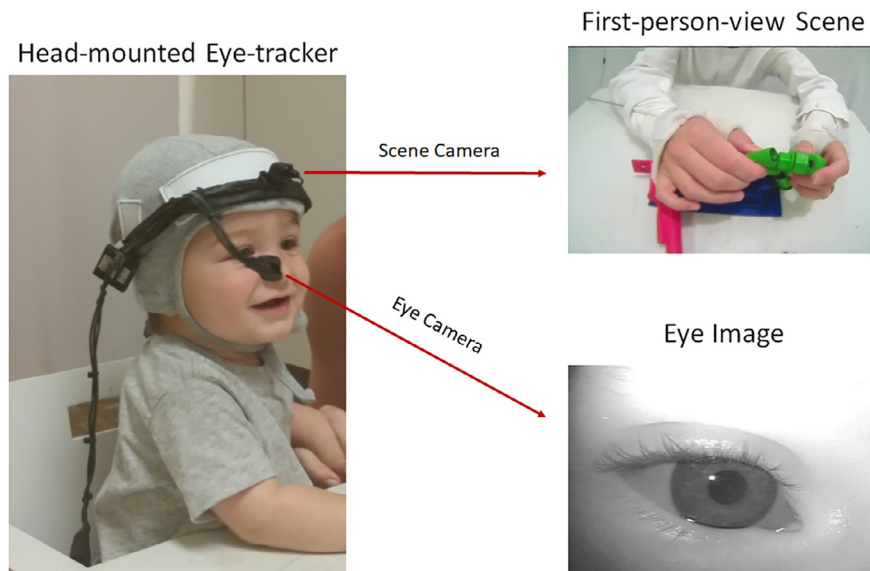 Head-mounted Eye-tracker
First-person-view Scene
Scene Camera
Eye Camera
Eye Image